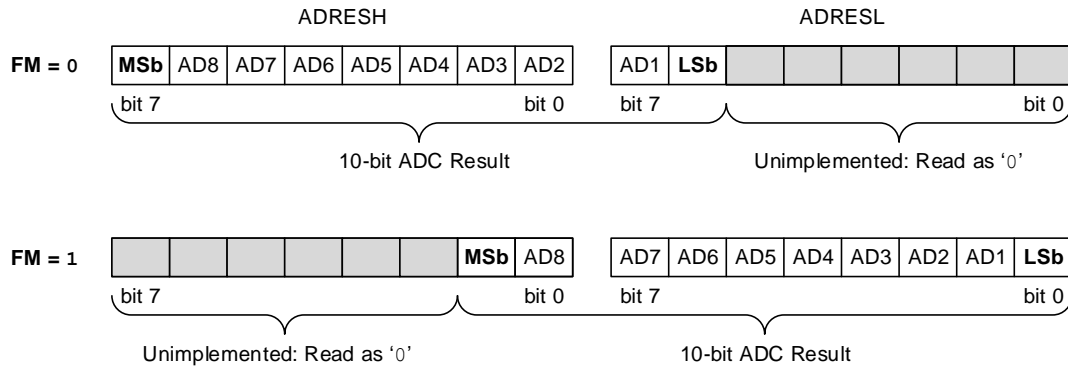 ADRESH ADRESL
FM = 0 MSb AD8 AD7 AD6 AD5 AD4 AD3 AD2 AD1 LSb
bit 7 bit 0 bit 7 bit 0
10-bit ADC Result Unimplemented: Read as ‘0’
FM = 1 MSb AD8 AD7 AD6 AD5 AD4 AD3 AD2 AD1 LSb
bit 7 bit 0 bit 7 bit 0
Unimplemented: Read as ‘0’ 10-bit ADC Result